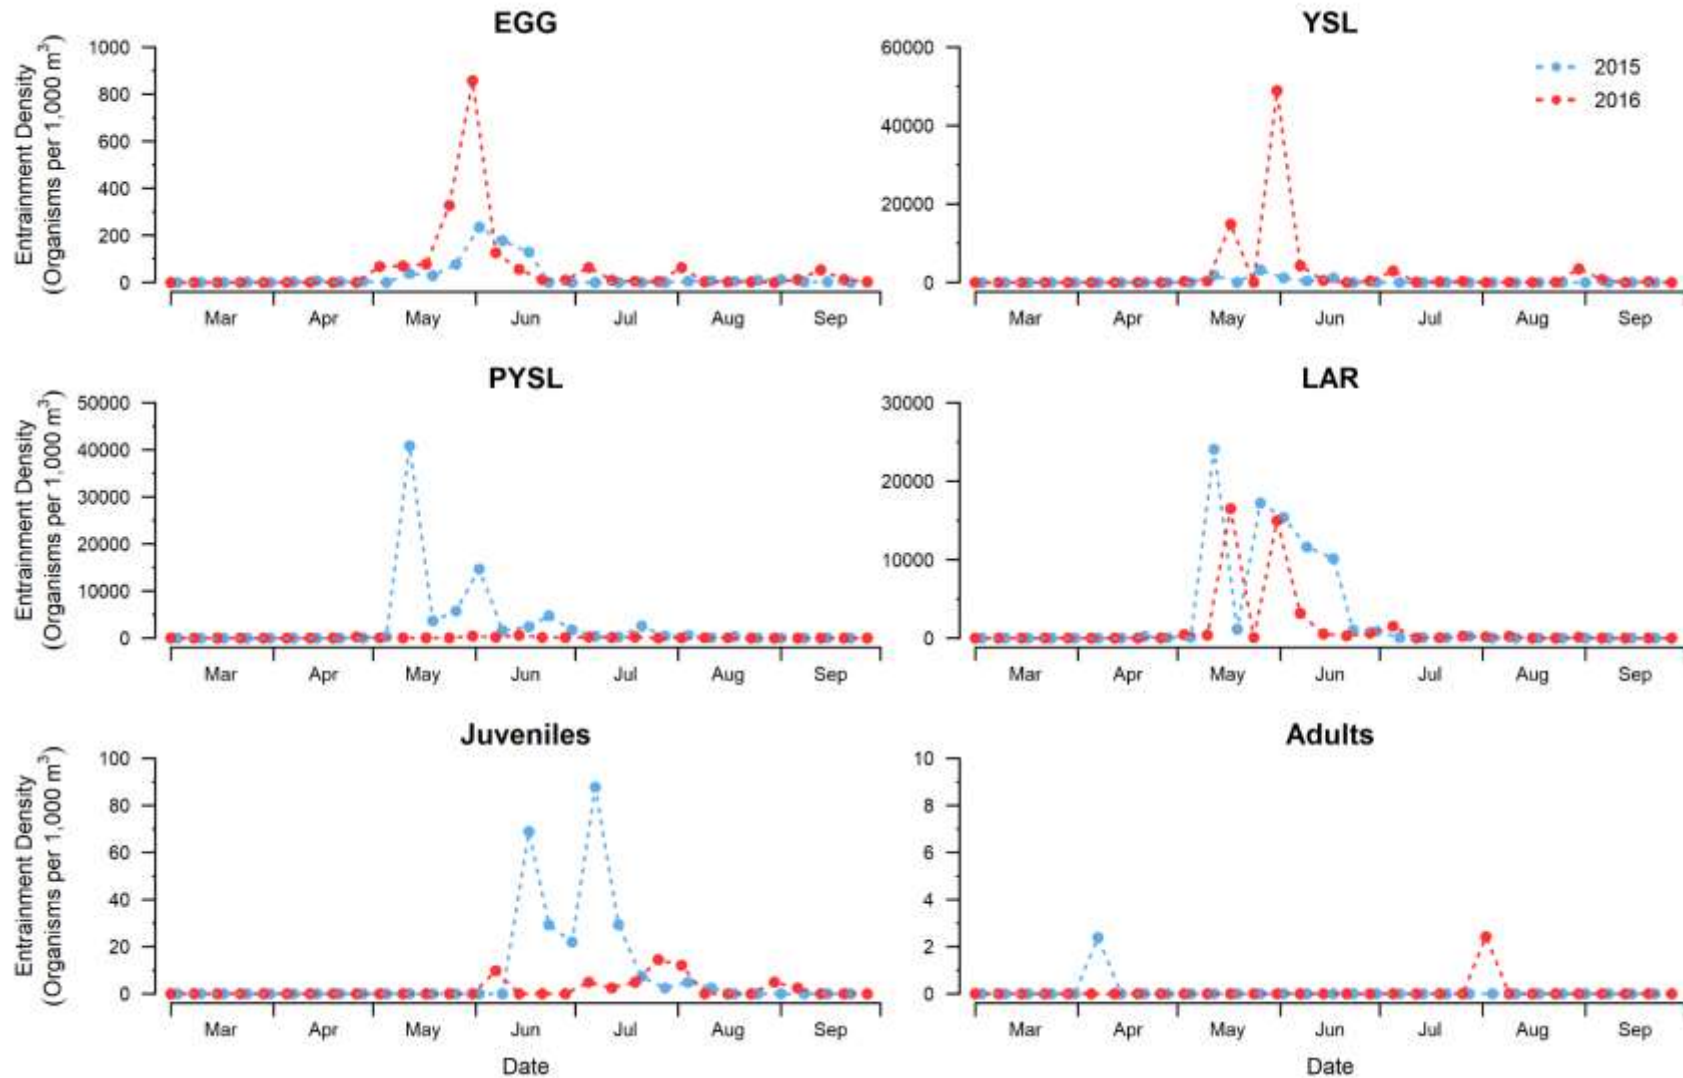 EGG
Entrainment Density
(Organisms per 1,000 m³)
1000
800
600
400
200
0
Mar Apr May Jun Jul Aug Sep
YSL
60000
40000
20000
0
2015
2016
Mar Apr May Jun Jul Aug Sep
PYSL
Entrainment Density
(Organisms per 1,000 m³)
50000
40000
30000
20000
10000
0
Mar Apr May Jun Jul Aug Sep
LAR
30000
20000
10000
0
Mar Apr May Jun Jul Aug Sep
Juveniles
Entrainment Density
(Organisms per 1,000 m³)
100
80
60
40
20
0
Mar Apr May Jun Jul Aug Sep
Date
Adults
10
8
6
4
2
0
Mar Apr May Jun Jul Aug Sep
Date